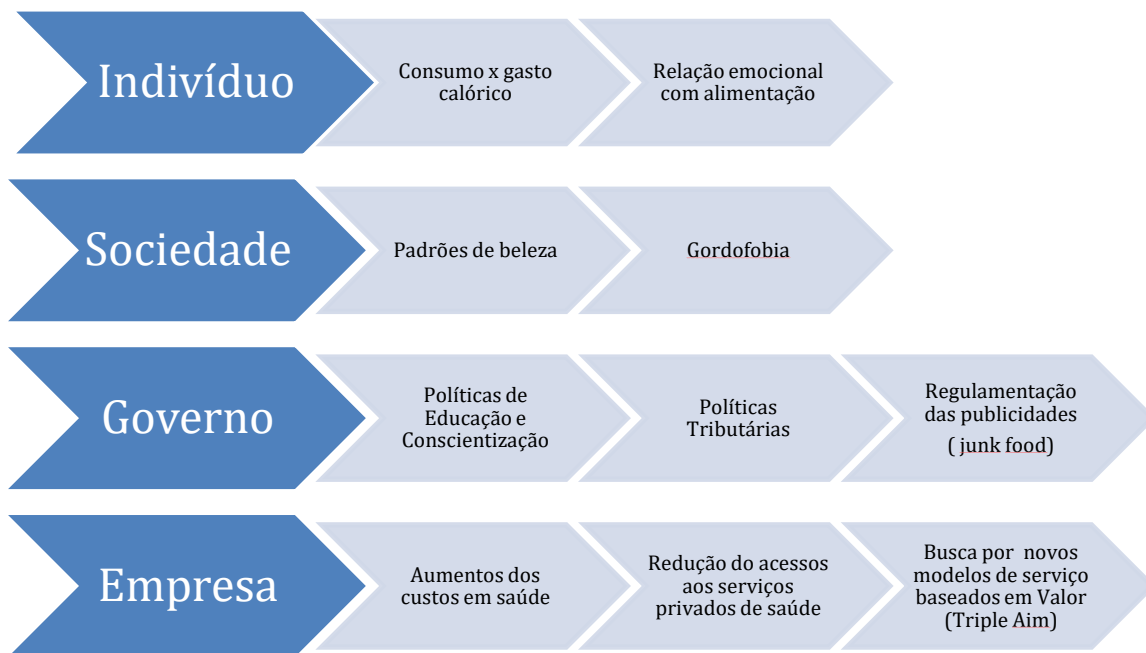 Indivíduo
Consumo x gasto
calórico
Relação emocional
com alimentação
Sociedade
Padrões de beleza
Gordofobia
Governo
Políticas de
Educação e
Conscientização
Políticas
Tributárias
Regulamentação
das publicidades
( junk food)
Empresa
Aumentos dos
custos em saúde
Redução do acessos
aos serviços
privados de saúde
Busca por novos
modelos de serviço
baseados em Valor
(Triple Aim)